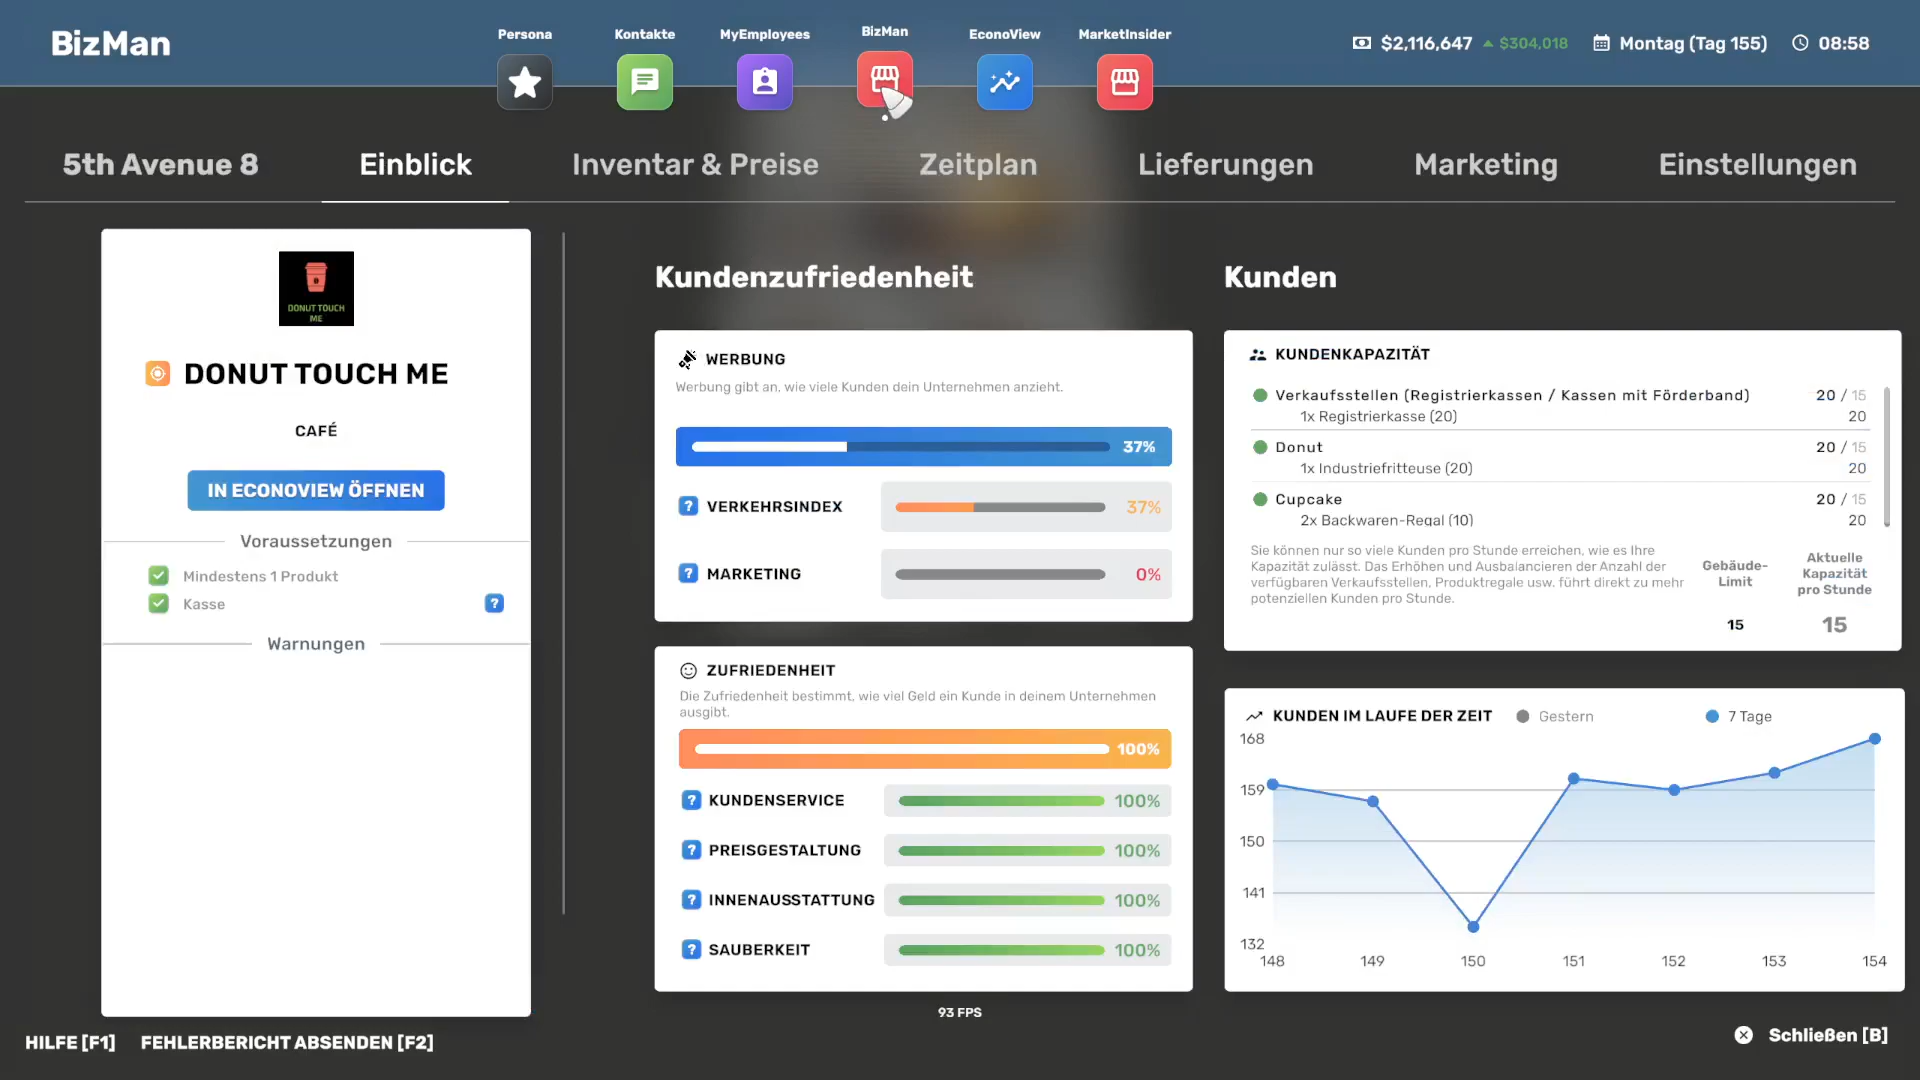 BizMan
Persona
Kontakte
MyEmployees
BizMan
EconoView
MarketInsider
$2,116,647
$304,018
Montag (Tag 155)
08:58
5th Avenue 8
Einblick
Inventar & Preise
Zeitplan
Lieferungen
Marketing
Einstellungen
DONUT TOUCH
ME
DONUT TOUCH ME
CAFÉ
IN ECONOVIEW ÖFFNEN
Voraussetzungen
Mindestens 1 Produkt
Kasse
?
Warnungen
Kundenzufriedenheit
WERBUNG
Werbung gibt an, wie viele Kunden dein Unternehmen anzieht.
37%
? VERKEHRSINDEX 37%
? MARKETING 0%
ZUFRIEDENHEIT
Die Zufriedenheit bestimmt, wie viel Geld ein Kunde in deinem Unternehmen
ausgibt.
100%
? KUNDENSERVICE 100%
? PREISGESTALTUNG 100%
? INNENAUSSTATTUNG 100%
? SAUBERKEIT 100%
Kunden
KUNDENKAPAZITÄT
Verkaufsstellen (Registrierkassen / Kassen mit Förderband) 20 / 15
1x Registrierkasse (20) 20
Donut 20 / 15
1x Industriefritteuse (20) 20
Cupcake 20 / 15
2x Backwaren-Regal (10) 20
Sie können nur so viele Kunden pro Stunde erreichen, wie es Ihre
Kapazität zulässt. Das Erhöhen und Ausbalancieren der Anzahl der
verfügbaren Verkaufsstellen, Produktregale usw. führt direkt zu mehr
potenziellen Kunden pro Stunde.
Gebäude-
Limit
15
Aktuelle
Kapazität
pro Stunde
15
KUNDEN IM LAUFE DER ZEIT
Gestern
7 Tage
168
159
150
141
132
148 149 150 151 152 153 154
93 FPS
HILFE [F1]
FEHLERBERICHT ABSENDEN [F2]
Schließen [B]